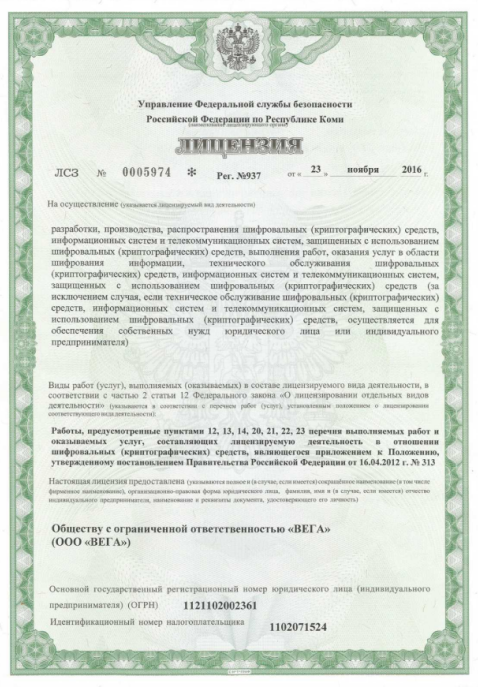 Управление Федеральной службы безопасности
Российской Федерации по Республике Коми
(наименование лицензирующего органа)
ЛИЦЕНЗИЯ
ЛСЗ № 0005974 * Рег. №937 от « 23 » ноября 2016
На осуществление (указывается лицензируемый вид деятельности)
разработки, производства, распространения шифровальных (криптографических) средств,
информационных систем и телекоммуникационных систем, защищенных с использованием
шифровальных (криптографических) средств, выполнения работ, оказания услуг в области
шифрования информации, технического обслуживания шифровальных
(криптографических) средств, информационных систем и телекоммуникационных систем,
защищенных с использованием шифровальных (криптографических) средств (за
исключением случая, если техническое обслуживание шифровальных (криптографических)
средств, информационных систем и телекоммуникационных систем, защищенных с
использованием шифровальных (криптографических) средств, осуществляется для
обеспечения собственных нужд юридического лица или индивидуального
предпринимателя)
Виды работ (услуг), выполняемых (оказываемых) в составе лицензируемого вида деятельности, в
соответствии с частью 2 статьи 12 Федерального закона «О лицензировании отдельных видов
деятельности» (указывается в соответствии с перечнем работ (услуг), установленным положением о лицензировании
соответствующего вида деятельности):
Работы, предусмотренные пунктами 12, 13, 14, 20, 21, 22, 23 перечня выполняемых работ и
оказываемых услуг, составляющих лицензируемую деятельность в отношении
шифровальных (криптографических) средств, являющегося приложением к Положению,
утвержденному постановлением Правительства Российской Федерации от 16.04.2012 г. № 313
Настоящая лицензия предоставлена (указываются полное и (в случае, если имеется) сокращённое наименование (в том числе
фирменное наименование), организационно-правовая форма юридического лица, фамилия, имя и (в случае, если имеется) отчество
индивидуального предпринимателя, наименование и реквизиты документа, удостоверяющего его личность)
Обществу с ограниченной ответственностью «ВЕГА»
(ООО «ВЕГА»)
Основной государственный регистрационный номер юридического лица (индивидуального
предпринимателя) (ОГРН) 1121102002361
Идентификационный номер налогоплательщика 1102071524